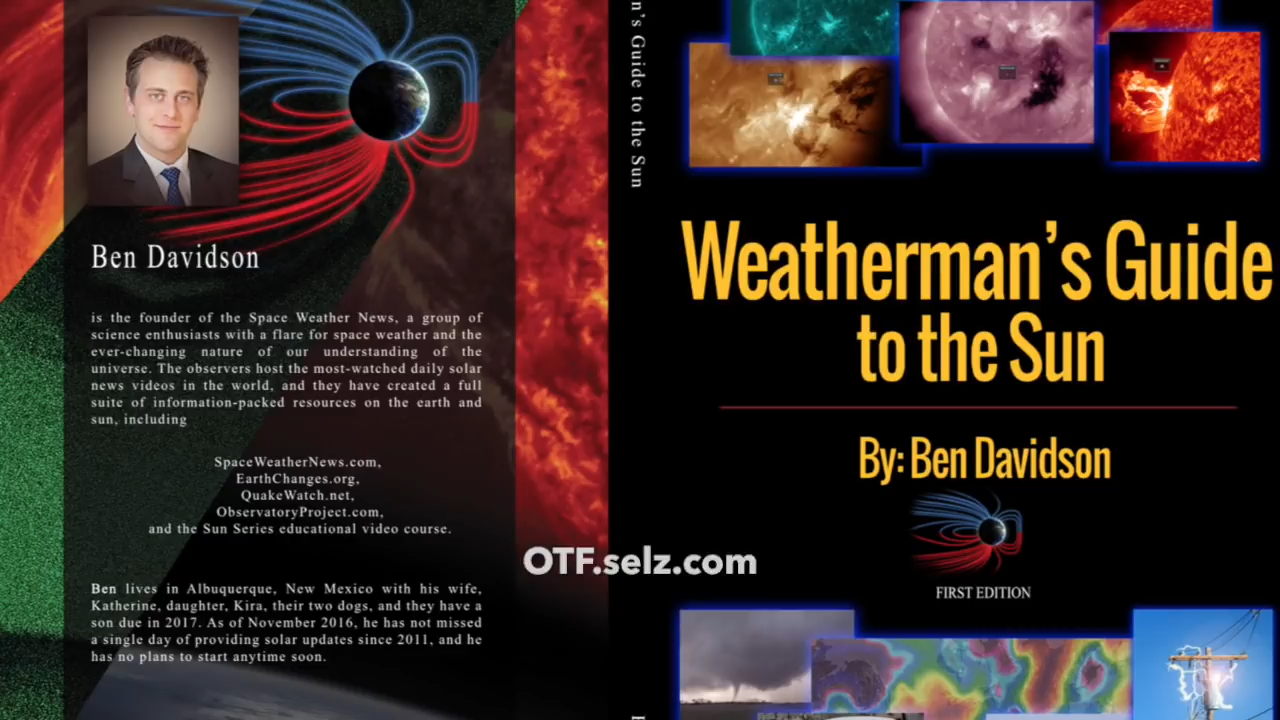 Ben Davidson
is the founder of the Space Weather News, a group of
science enthusiasts with a flare for space weather and the
ever-changing nature of our understanding of the
universe. The observers host the most-watched daily solar
news videos in the world, and they have created a full
suite of information-packed resources on the earth and
sun, including
SpaceWeatherNews.com,
EarthChanges.org,
QuakeWatch.net,
ObservatoryProject.com,
and the Sun Series educational video course.
Ben lives in Albuquerque, New Mexico with his wife,
Katherine, daughter, Kira, their two dogs, and they have a
son due in 2017. As of November 2016, he has not missed
a single day of providing solar updates since 2011, and he
has no plans to start anytime soon.
n's Guide to the Sun
Weatherman's Guide
to the Sun
By: Ben Davidson
FIRST EDITION
OTF.selz.com